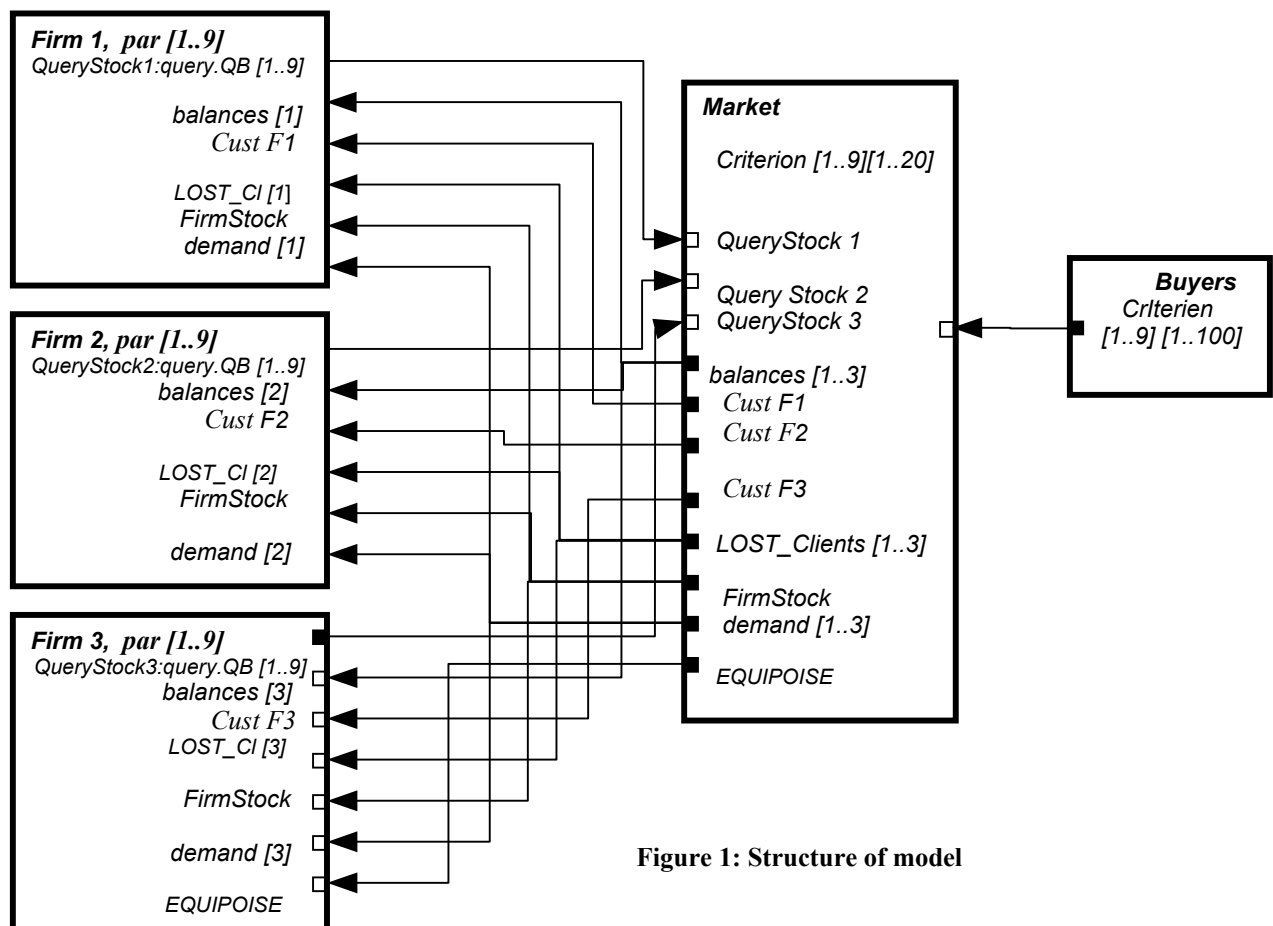 Firm 1, par [1..9]
QueryStock1:query.QB [1..9]
balances [1]
Cust F1
LOST_Cl [1]
FirmStock
demand [1]
Firm 2, par [1..9]
QueryStock2:query.QB [1..9]
balances [2]
Cust F2
LOST_Cl [2]
FirmStock
demand [2]
Firm 3, par [1..9]
QueryStock3:query.QB [1..9]
balances [3]
Cust F3
LOST_Cl [3]
FirmStock
demand [3]
EQUIPOISE
Market
Criterion [1..9][1..20]
QueryStock 1
Query Stock 2
QueryStock 3
balances [1..3]
Cust F1
Cust F2
Cust F3
LOST_Clients [1..3]
FirmStock
demand [1..3]
EQUIPOISE
Buyers
CrIterien
[1..9] [1..100]
Figure 1: Structure of model